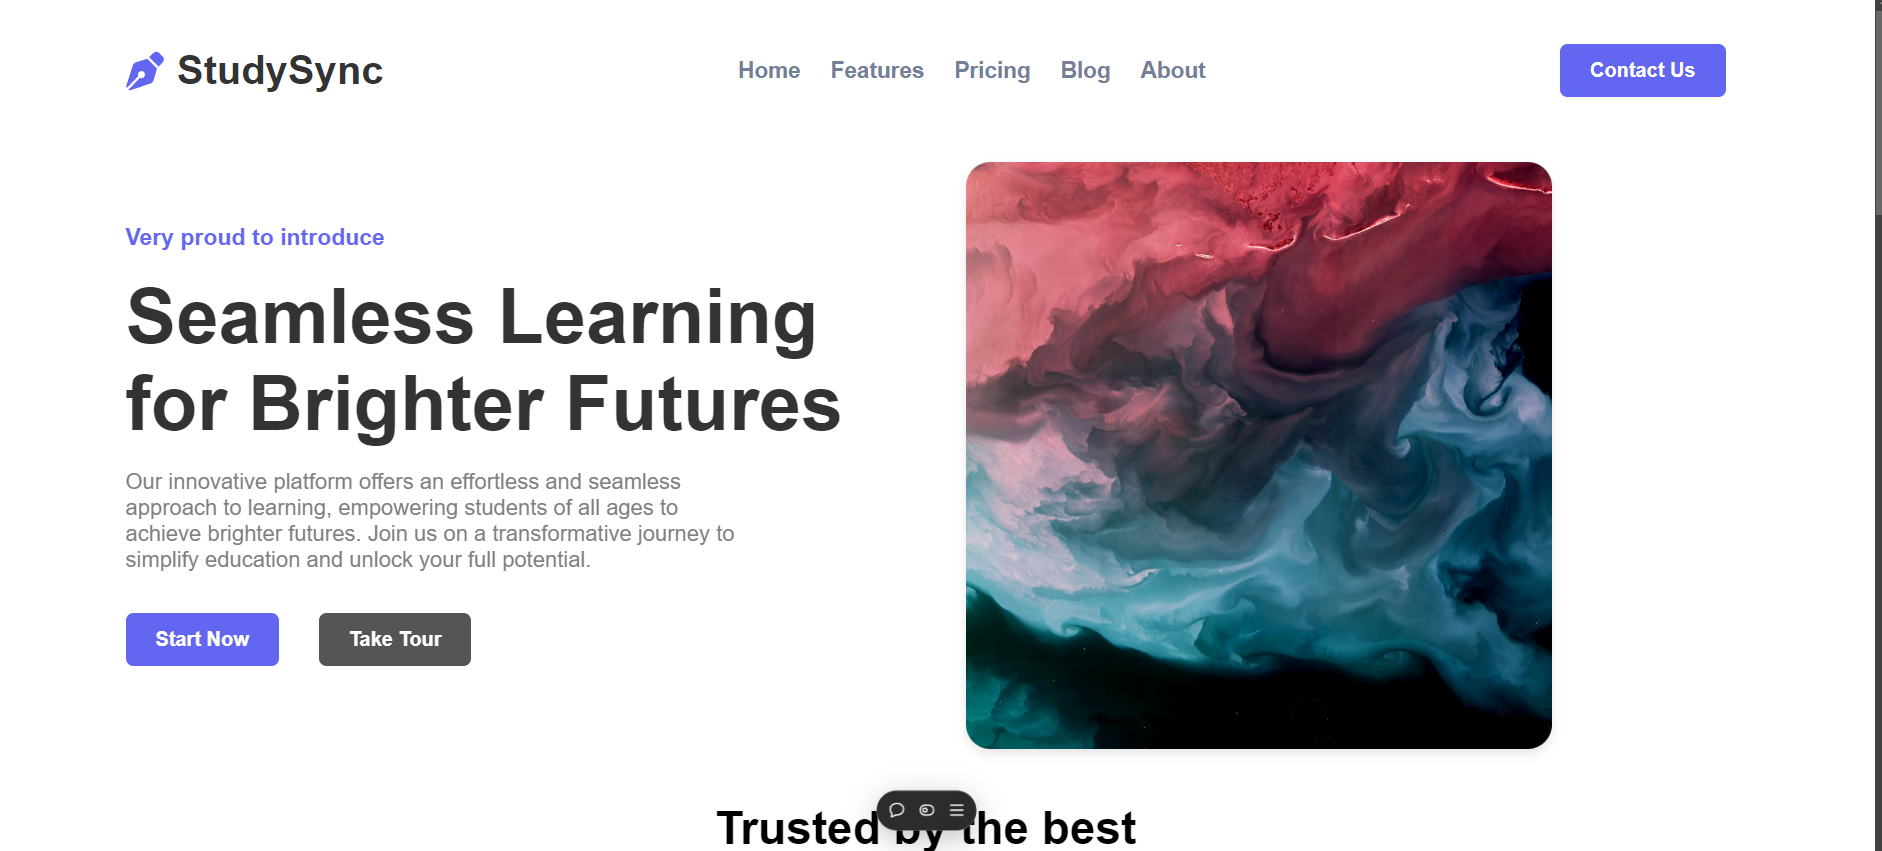 StudySync
Home Features Pricing Blog About
Contact Us
Very proud to introduce
Seamless Learning
for Brighter Futures
Our innovative platform offers an effortless and seamless
approach to learning, empowering students of all ages to
achieve brighter futures. Join us on a transformative journey to
simplify education and unlock your full potential.
Start Now
Take Tour
Trusted by the best